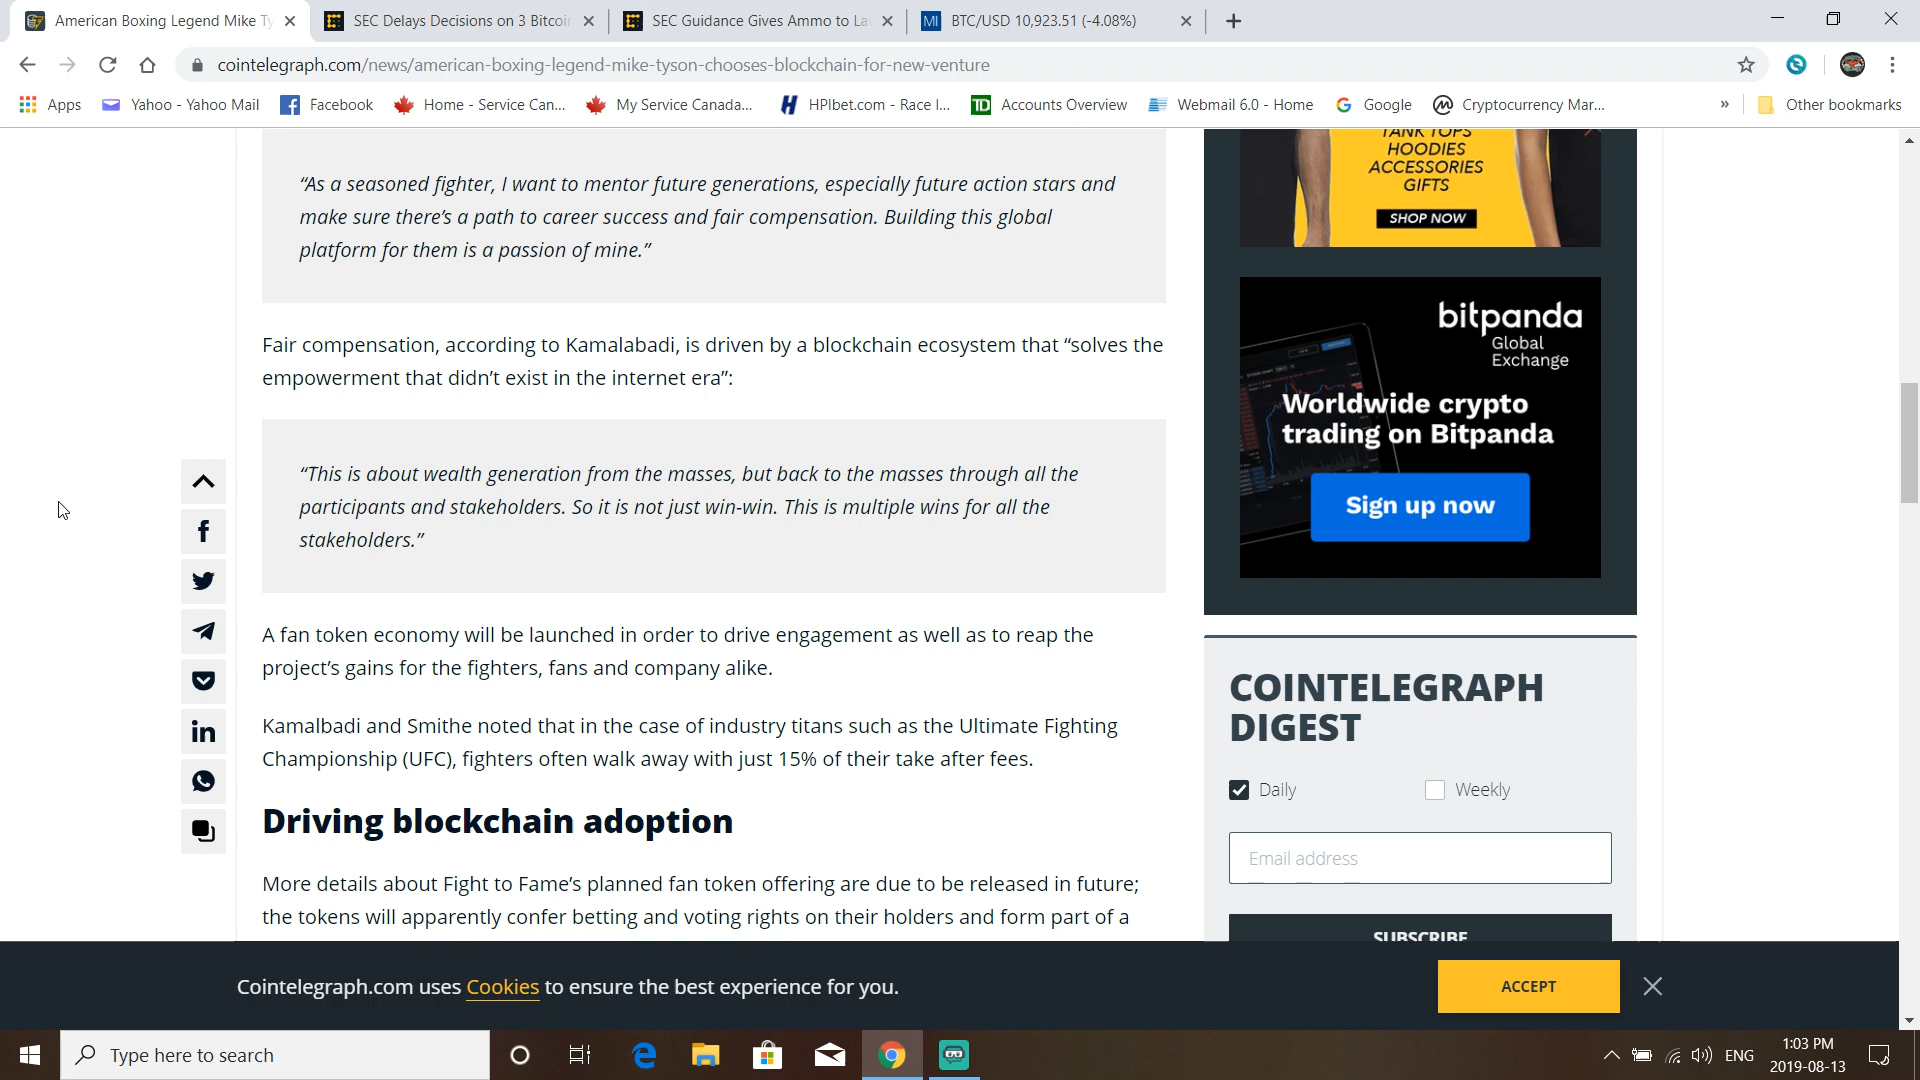 American Boxing Legend Mike Ty
SEC Delays Decisions on 3 Bitcoin
SEC Guidance Gives Ammo to La
MI BTC/USD 10,923.51 (-4.08%)
cointelegraph.com/news/american-boxing-legend-mike-tyson-chooses-blockchain-for-new-venture
Apps
Yahoo - Yahoo Mail
Facebook
Home - Service Can...
My Service Canada...
HPIbet.com - Race I...
TD Accounts Overview
Webmail 6.0 - Home
Google
Cryptocurrency Mar...
»
Other bookmarks
“As a seasoned fighter, I want to mentor future generations, especially future action stars and
make sure there’s a path to career success and fair compensation. Building this global
platform for them is a passion of mine.”
Fair compensation, according to Kamalabadi, is driven by a blockchain ecosystem that “solves the
empowerment that didn’t exist in the internet era”:
“This is about wealth generation from the masses, but back to the masses through all the
participants and stakeholders. So it is not just win-win. This is multiple wins for all the
stakeholders.”
A fan token economy will be launched in order to drive engagement as well as to reap the
project’s gains for the fighters, fans and company alike.
Kamalbadi and Smithe noted that in the case of industry titans such as the Ultimate Fighting
Championship (UFC), fighters often walk away with just 15% of their take after fees.
Driving blockchain adoption
More details about Fight to Fame’s planned fan token offering are due to be released in future;
the tokens will apparently confer betting and voting rights on their holders and form part of a
TANK TOPS
HOODIES
ACCESSORIES
GIFTS
SHOP NOW
bitpanda
Global
Exchange
Worldwide crypto
trading on Bitpanda
Sign up now
COINTELEGRAPH
DIGEST
Daily
Weekly
Email address
SUBSCRIBE
Cointelegraph.com uses Cookies to ensure the best experience for you.
ACCEPT
Type here to search
ENG
1:03 PM
2019-08-13